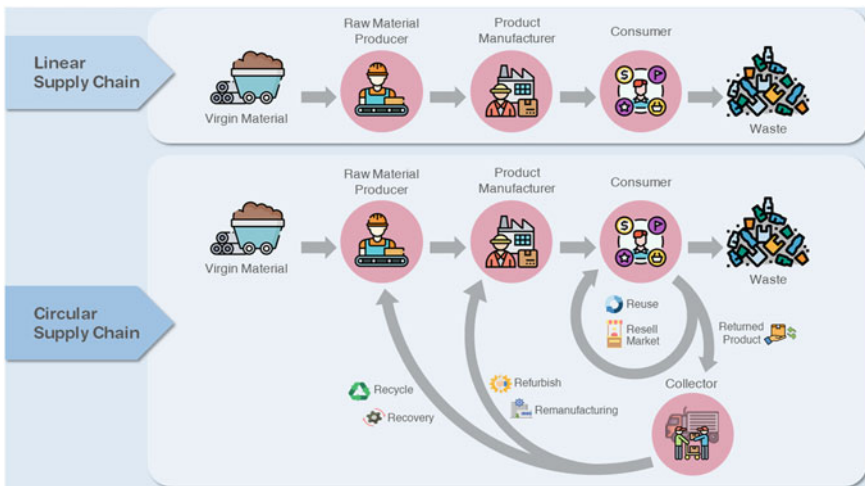 Linear
Supply Chain
Raw Material
Producer
Product
Manufacturer
Consumer
Virgin Material
Waste
Circular
Supply Chain
Raw Material
Producer
Product
Manufacturer
Consumer
Virgin Material
Waste
Reuse
Resell
Market
Returned
Product
Recycle
Recovery
Refurbish
Remanufacturing
Collector